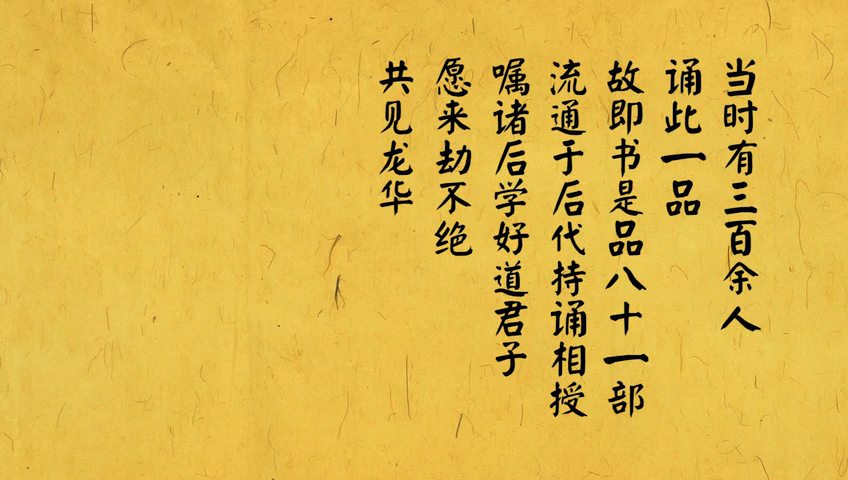 当时有三百余人
诵此一品
故即书是品八十一部
流通于后代持诵相授
嘱诸后学好道君子
愿来劫不绝
共见龙华